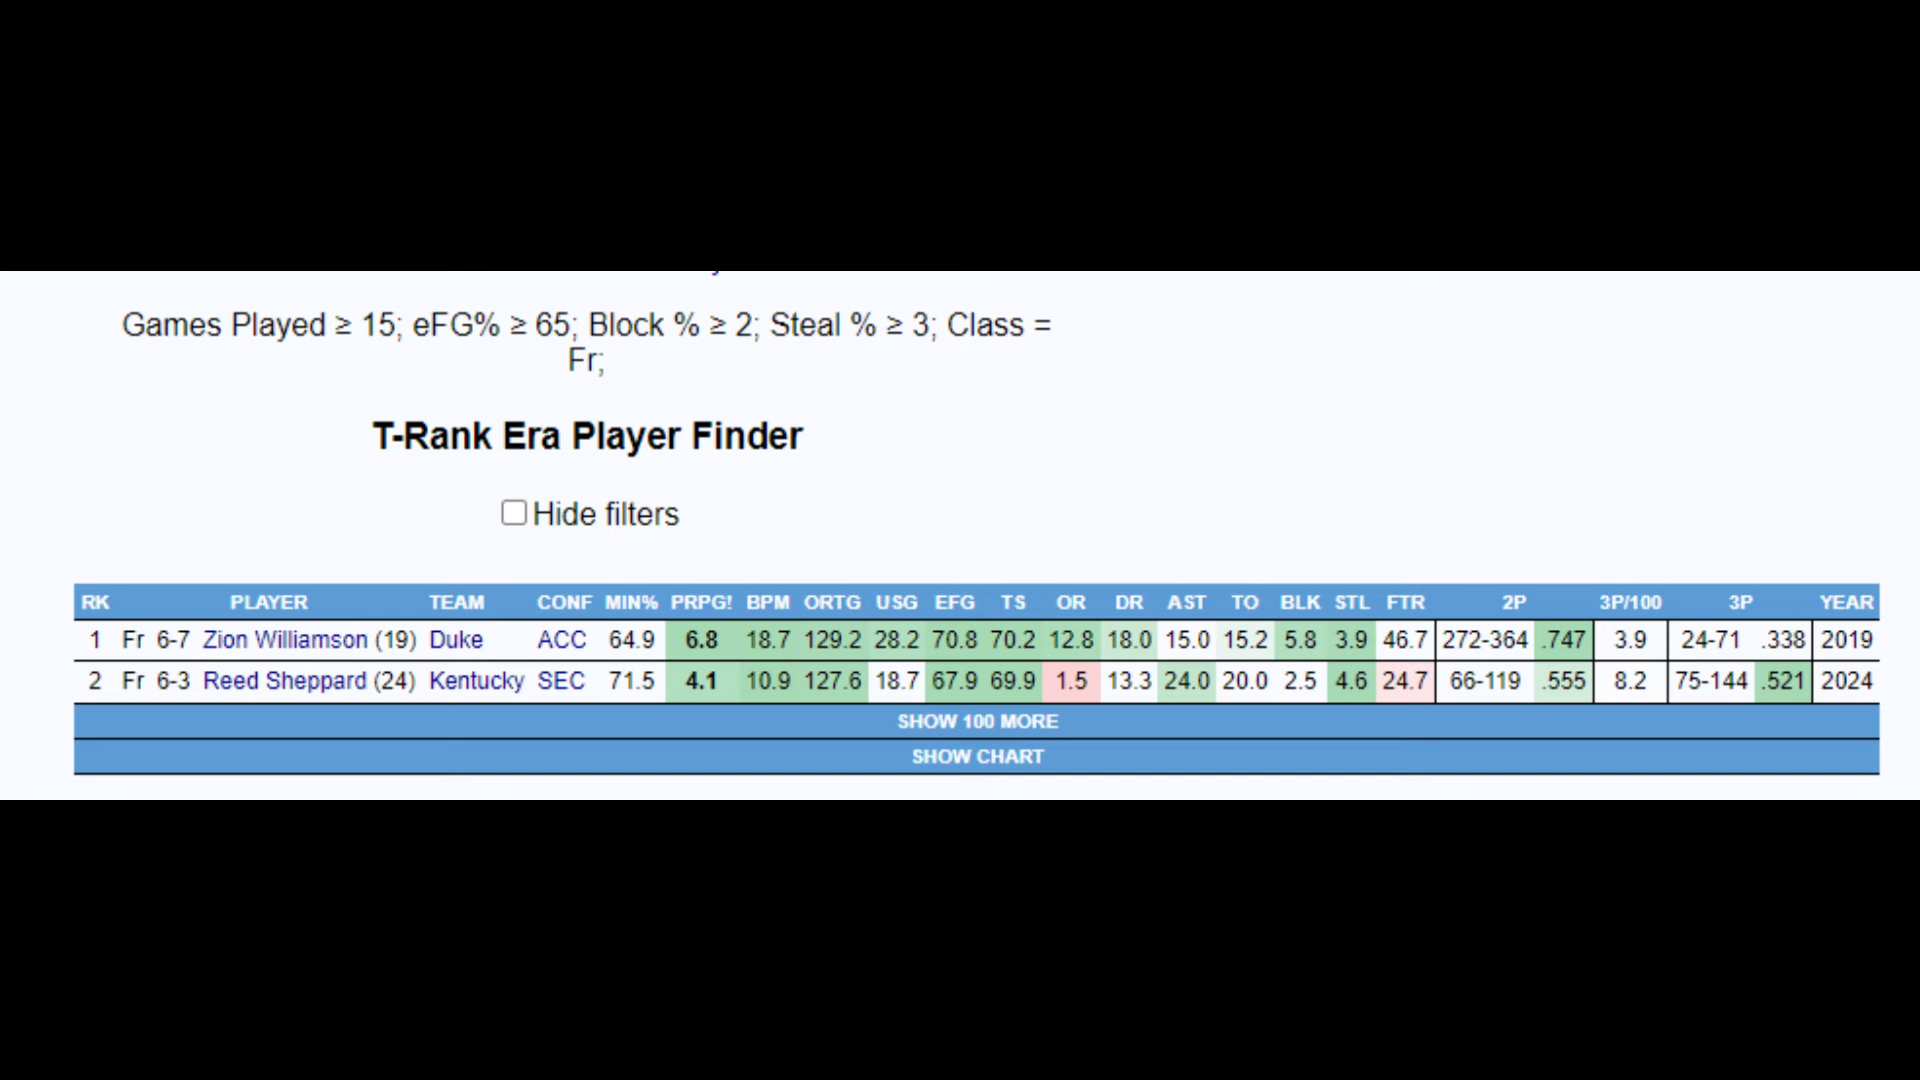 Games Played ≥ 15; eFG% ≥ 65; Block % ≥ 2; Steal % ≥ 3; Class =
Fr;
T-Rank Era Player Finder
Hide filters
RK PLAYER TEAM CONF MIN% PRPG! BPM ORTG USG EFG TS OR DR AST TO BLK STL FTR 2P 3P/100 3P YEAR
1 Fr 6-7 Zion Williamson (19) Duke ACC 64.9 6.8 18.7 129.2 28.2 70.8 70.2 12.8 18.0 15.0 15.2 5.8 3.9 46.7 272-364 .747 3.9 24-71 .338 2019
2 Fr 6-3 Reed Sheppard (24) Kentucky SEC 71.5 4.1 10.9 127.6 18.7 67.9 69.9 1.5 13.3 24.0 20.0 2.5 4.6 24.7 66-119 .555 8.2 75-144 .521 2024
SHOW 100 MORE
SHOW CHART